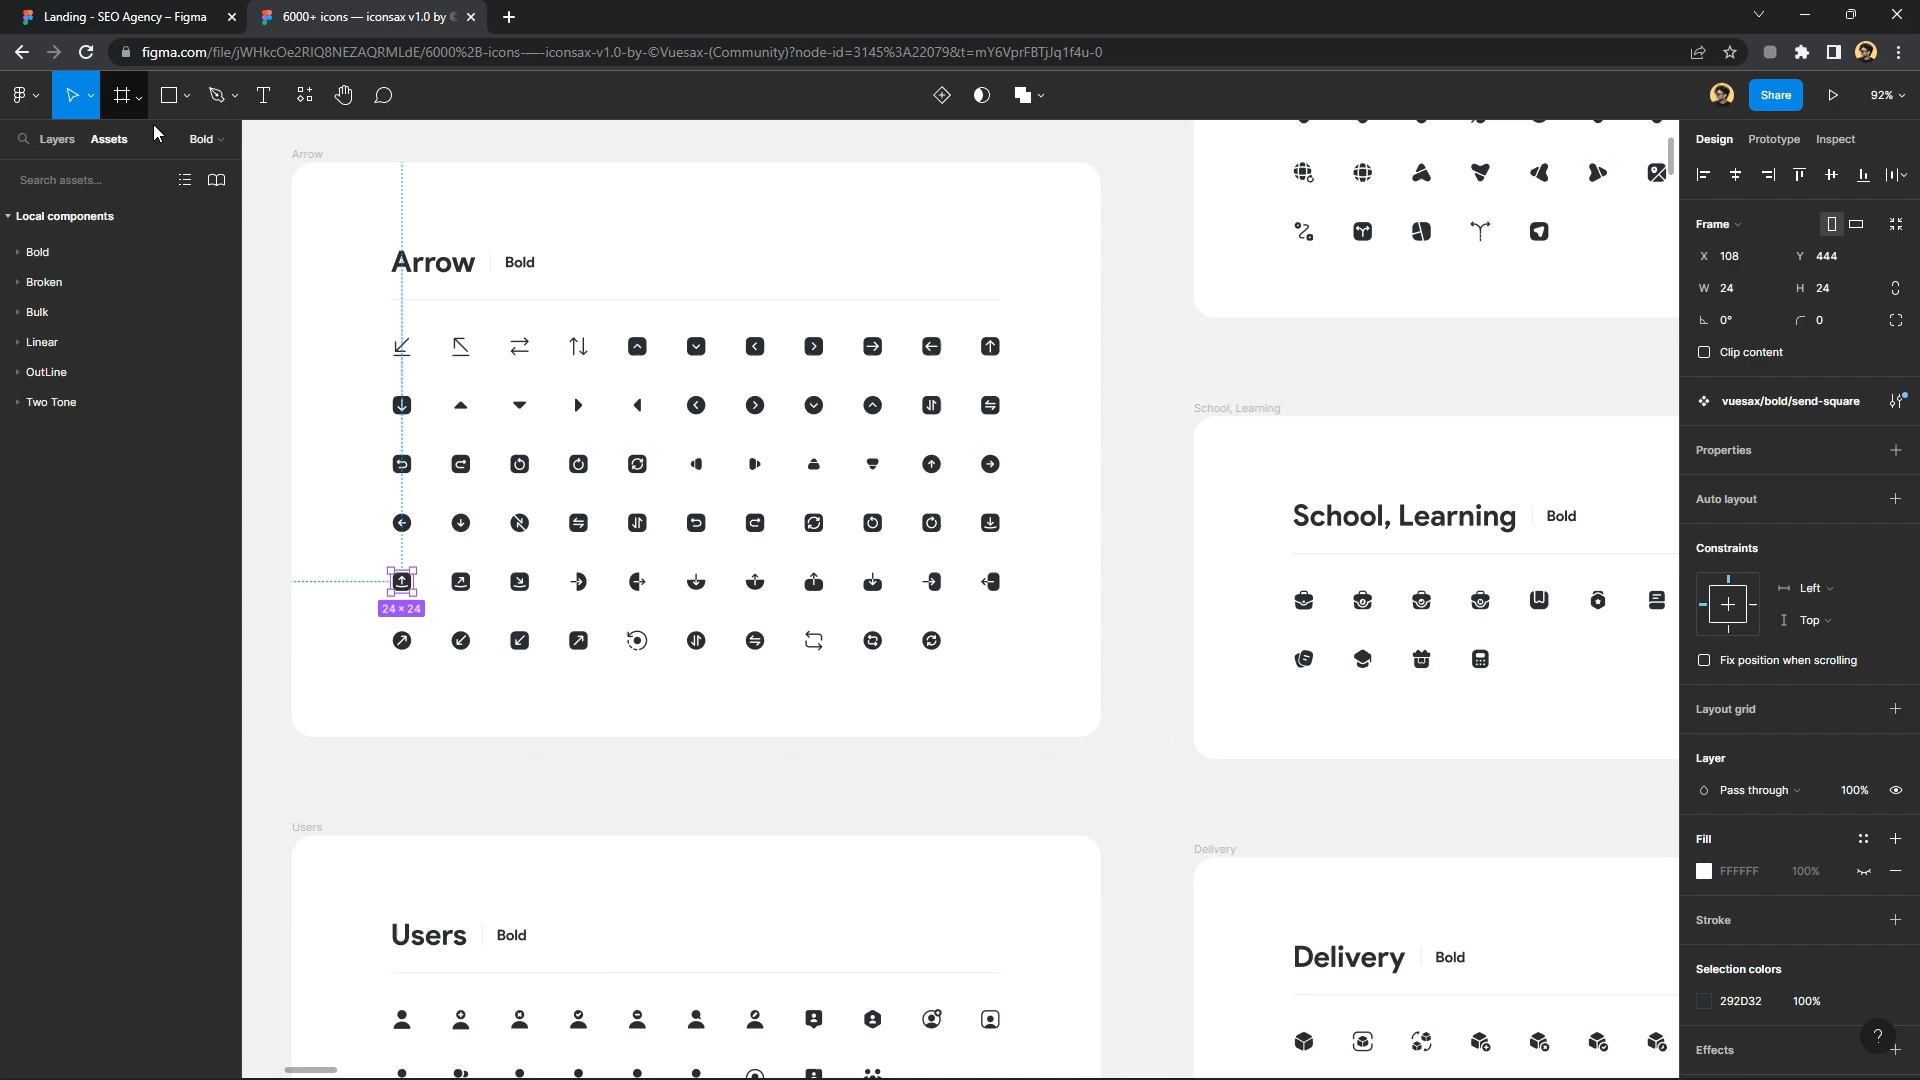 Landing - SEO Agency – Figma
6000+ icons — iconsax v1.0 by ©
figma.com/file/jWHkcOe2RIQ8NEZAQRMLdE/6000%2B-icons-—-iconsax-v1.0-by-©Vuesax-(Community)?node-id=3145%3A22079&t=mY6VprFBTjJq1f4u-0
Share
92%
Layers
Assets
Bold
Search assets...
Local components
Bold
Broken
Bulk
Linear
OutLine
Two Tone
Arrow
Arrow
Bold
24 × 24
Users
Users
Bold
School, Learning
School, Learning
Bold
Delivery
Delivery
Bold
Design
Prototype
Inspect
Frame
X 108
Y 444
W 24
H 24
0°
0
Clip content
vuesax/bold/send-square
Properties
Auto layout
Constraints
Left
Top
Fix position when scrolling
Layout grid
Layer
Pass through
100%
Fill
FFFFFF
100%
Stroke
Selection colors
292D32
100%
?
Effects